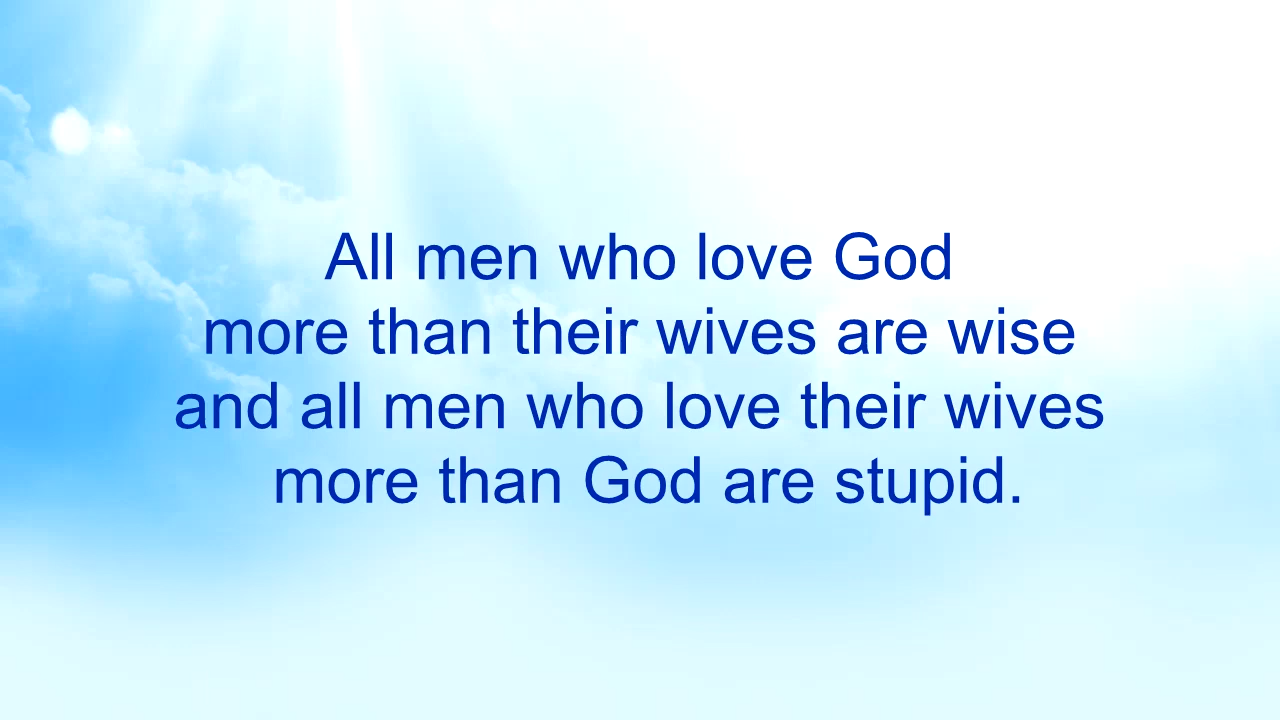 All men who love God
more than their wives are wise
and all men who love their wives
more than God are stupid.